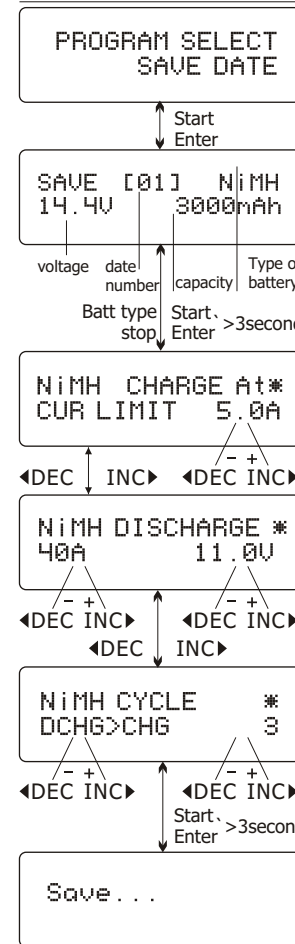 PROGRAM SELECT
SAVE DATE
Start
Enter
SAVE [01] NiMH
14.4V 3000mAh
voltage
date number
capacity
Type
battery
Batt type stop
Start、Enter
NiMH CHARGE At*
CUR LIMIT 5.0A
◀DEC INC▶
- +
◀DEC INC▶
NiMH DISCHARGE *
40A 11.0V
- +
◀DEC INC▶
- +
◀DEC INC▶
◀DEC INC▶
NiMH CYCLE *
DCHG>CHG 3
- +
◀DEC INC▶
- +
◀DEC INC▶
Start、Enter
Save...